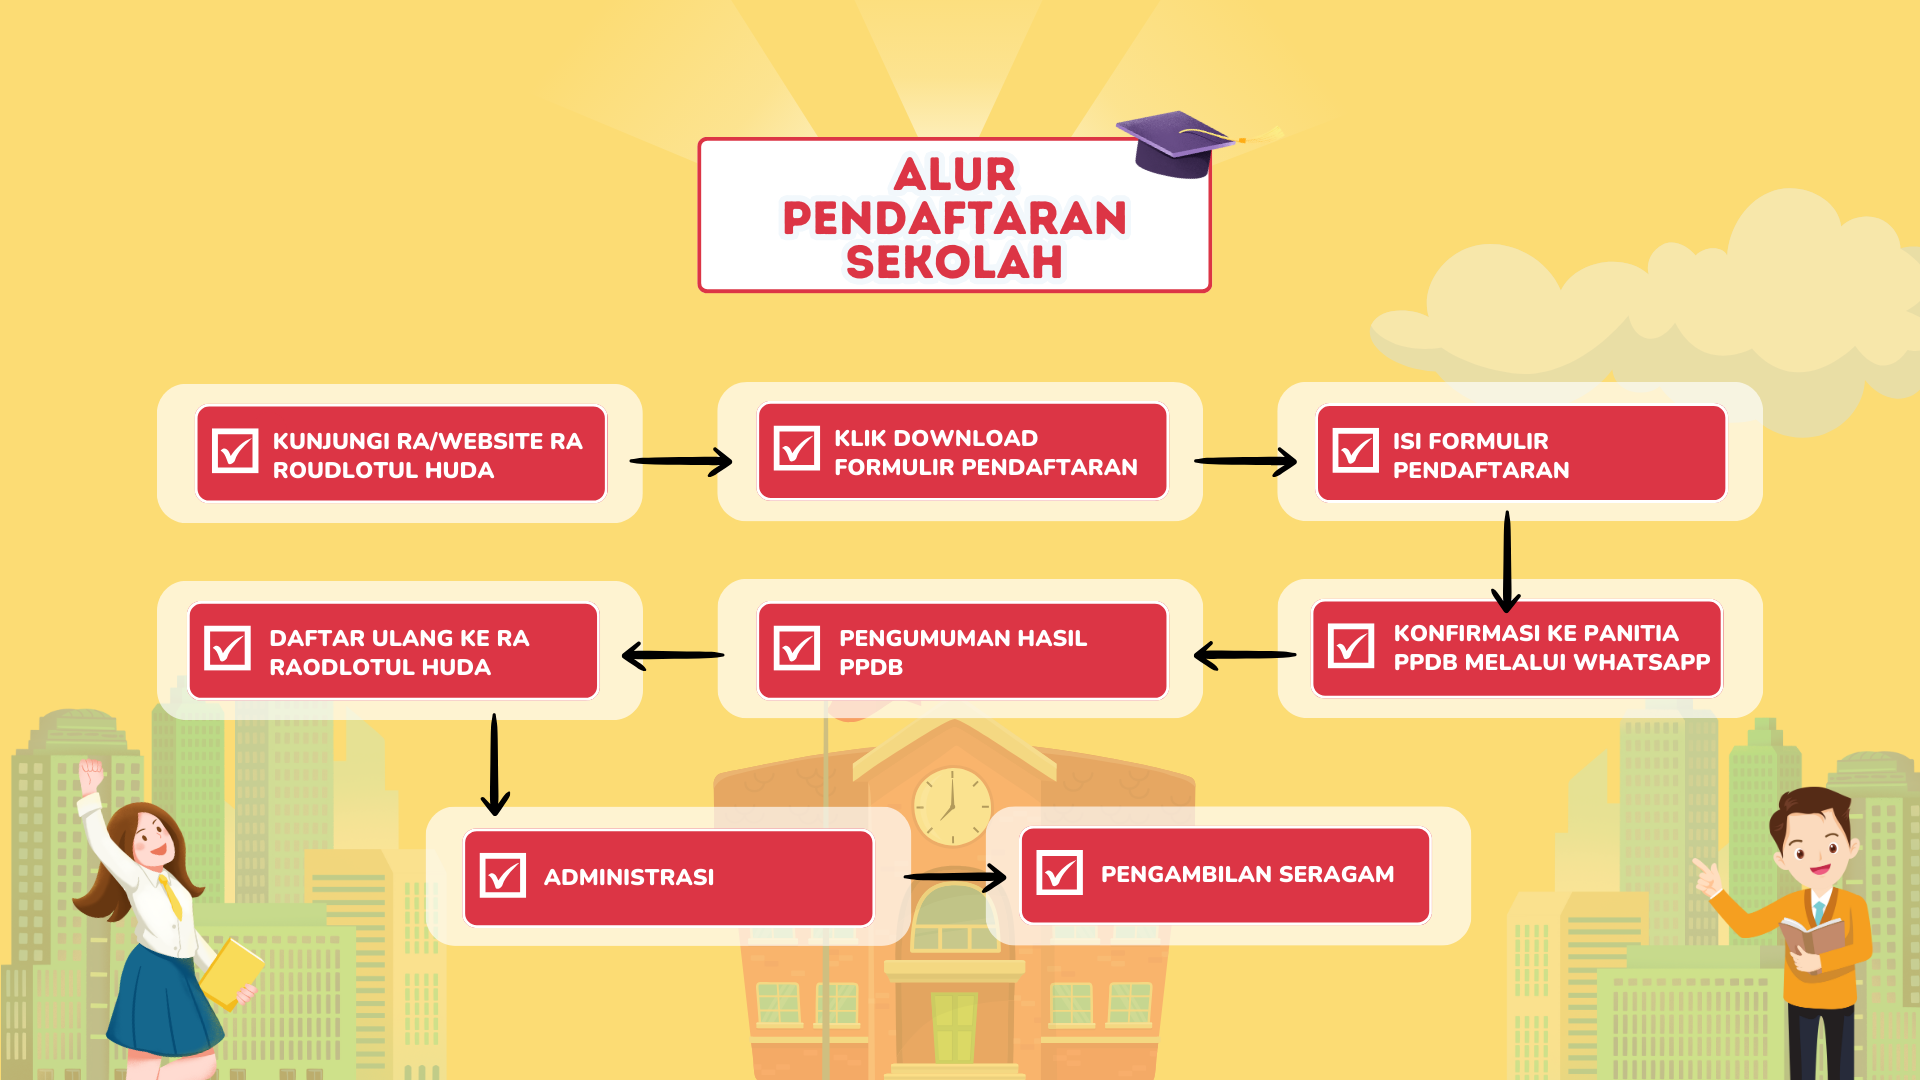 ALUR
PENDAFTARAN
SEKOLAH
KUNJUNGI RA/WEBSITE RA
ROUDLOTUL HUDA
KLIK DOWNLOAD
FORMULIR PENDAFTARAN
ISI FORMULIR
PENDAFTARAN
KONFIRMASI KE PANITIA
PPDB MELALUI WHATSAPP
PENGUMUMAN HASIL
PPDB
DAFTAR ULANG KE RA
RAODLOTUL HUDA
ADMINISTRASI
PENGAMBILAN SERAGAM